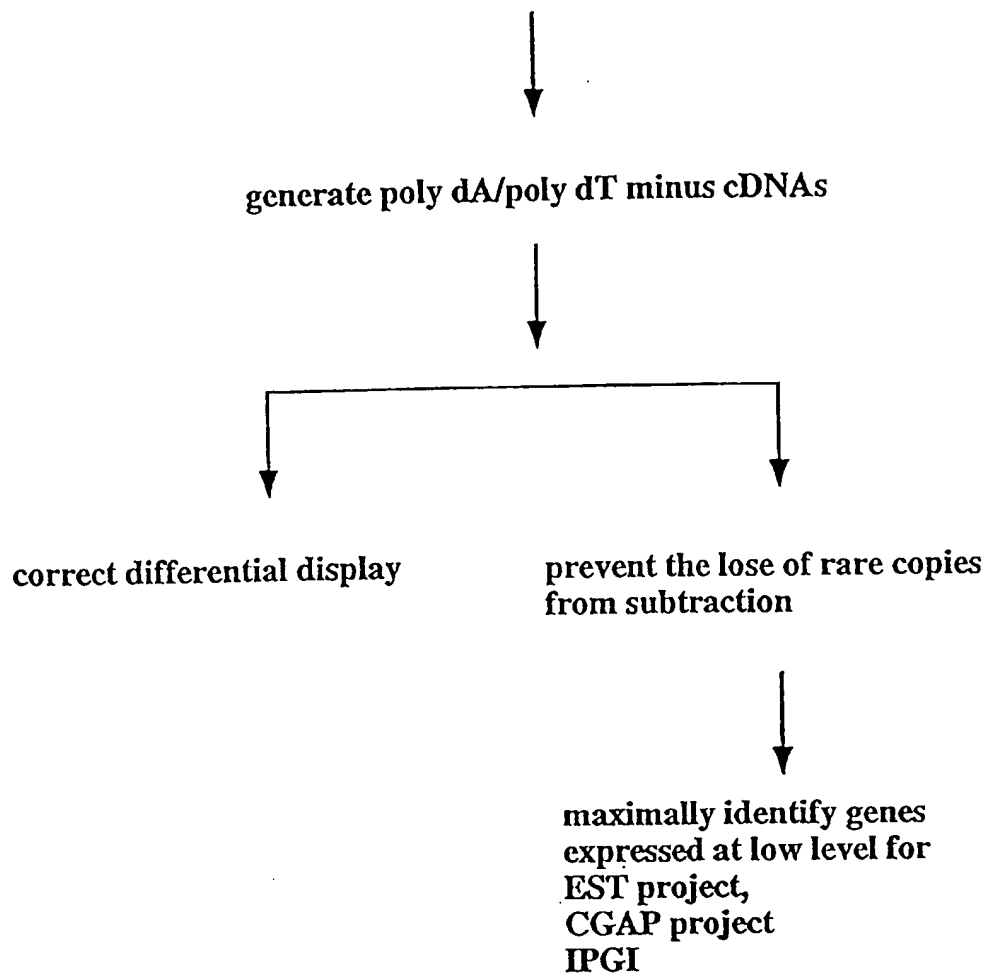 generate poly dA/poly dT minus cDNAs
correct differential display
prevent the lose of rare copies
from subtraction
maximally identify genes
expressed at low level for
EST project,
CGAP project
IPGI